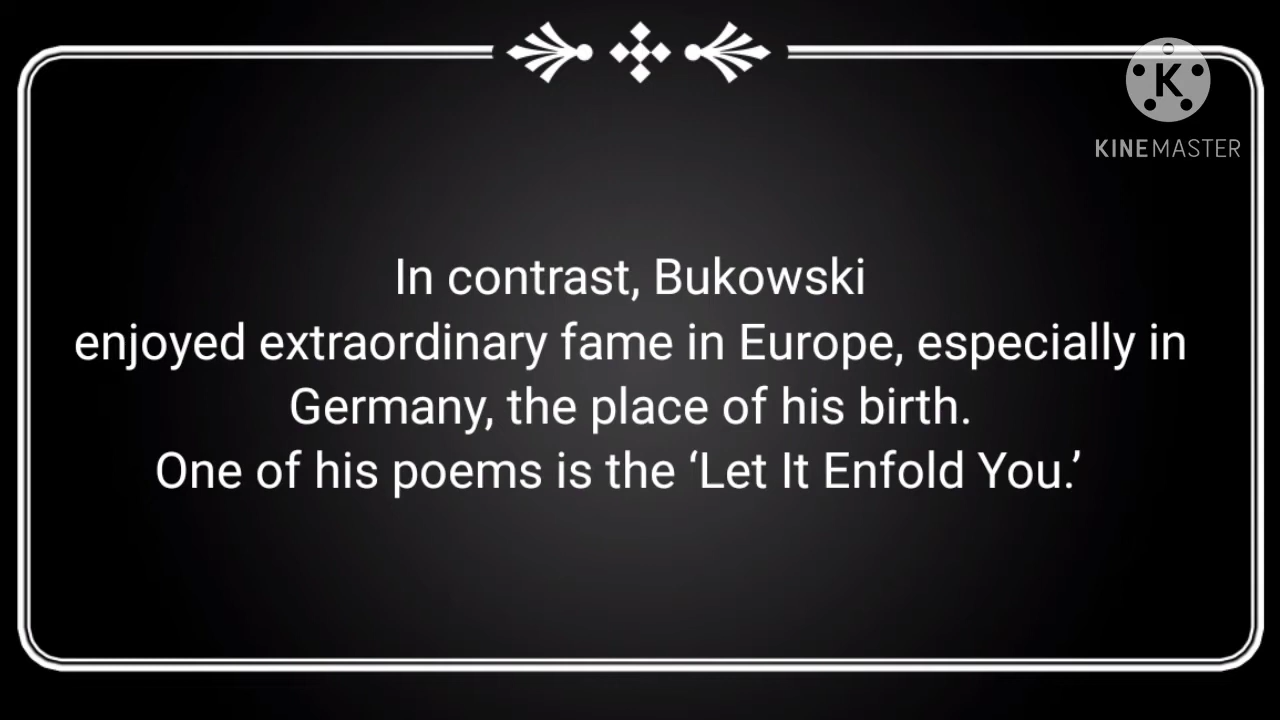 K
KINEMASTER
In contrast, Bukowski
enjoyed extraordinary fame in Europe, especially in
Germany, the place of his birth.
One of his poems is the ‘Let It Enfold You.’